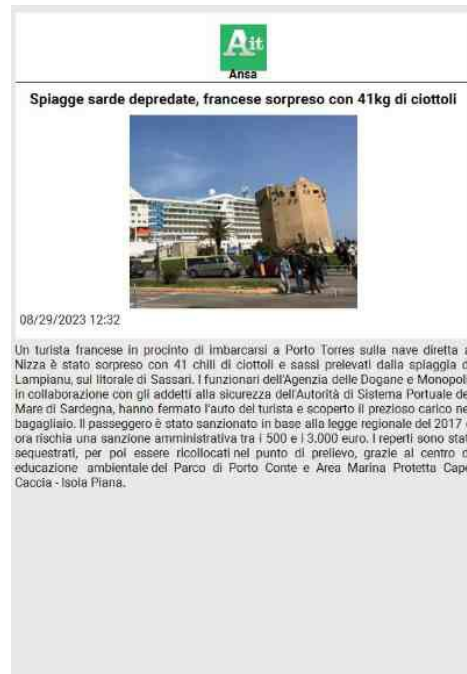 Ait
Ansa
Spiagge sarde depredate, francese sorpreso con 41kg di ciottoli
08/29/2023 12:32
Un turista francese in procinto di imbarcarsi a Porto Torres sulla nave diretta a
Nizza è stato sorpreso con 41 chili di ciottoli e sassi prelevati dalla spiaggia d
Lampianu, sul litorale di Sassari. I funzionari dell'Agenzia delle Dogane e Monopol
in collaborazione con gli addetti alla sicurezza dell'Autorità di Sistema Portuale de
Mare di Sardegna, hanno fermato l'auto del turista e scoperto il prezioso carico ne
bagagliaio. Il passeggero è stato sanzionato in base alla legge regionale del 2017
ora rischia una sanzione amministrativa tra i 500 e i 3.000 euro. I reperti sono stat
sequestrati, per poi essere ricollocati nel punto di prelievo, grazie al centro d
educazione ambientale del Parco di Porto Conte e Area Marina Protetta Cap
Caccia - Isola Piana.